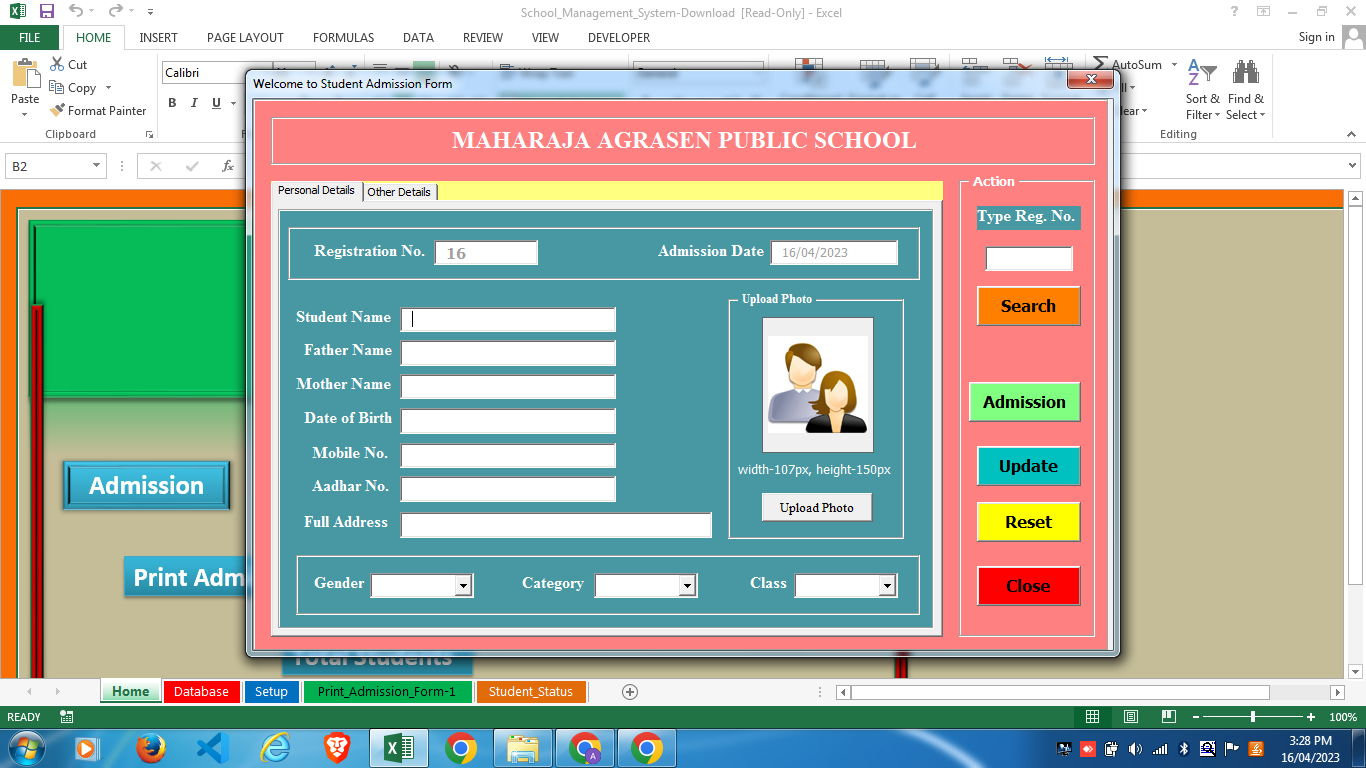 School_Management_System-Download [Read-Only] - Excel
FILE HOME INSERT PAGE LAYOUT FORMULAS DATA REVIEW VIEW DEVELOPER Sign in
Cut
Copy
Format Painter
Paste
Clipboard
Calibri
B I U
AutoSum
Sort & Filter
Find & Select
Editing
B2
fx
Welcome to Student Admission Form
MAHARAJA AGRASEN PUBLIC SCHOOL
Personal Details Other Details
Registration No. 16 Admission Date 16/04/2023
Student Name
Father Name
Mother Name
Date of Birth
Mobile No.
Aadhar No.
Full Address
Upload Photo
width-107px, height-150px
Upload Photo
Gender Category Class
Action
Type Reg. No.
Search
Admission
Update
Reset
Close
Admission
Print Adm
Total Students
Home Database Setup Print_Admission_Form-1 Student_Status
READY 100%
3:28 PM
16/04/2023